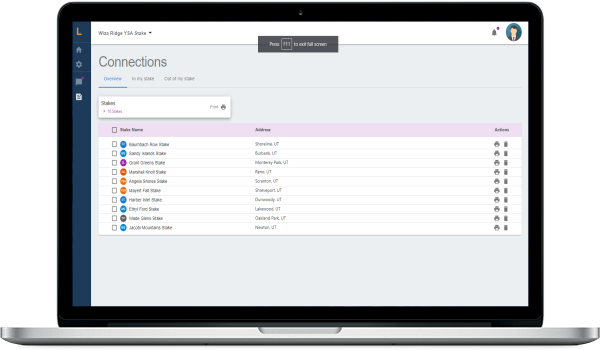 L
Wise Ridge YSA Stake
Press F11 to exit full screen
Connections
Overview In my stake Out of my stake
Stakes
10 Stakes
Print
Stake Name Address Actions
Baumbach Row Stake Shoreline, UT
Sandy Islands Stake Burbank, UT
Grant Greens Stake Monterey Park, UT
Marshall Knoll Stake Reno, UT
Angela Shores Stake Scranton, UT
Mayert Fall Stake Shreveport, UT
Harber Inlet Stake Dunwoody, UT
Ethyl Ford Stake Lakewood, UT
Wade Glens Stake Oakland Park, UT
Jacobi Mountains Stake Newton, UT